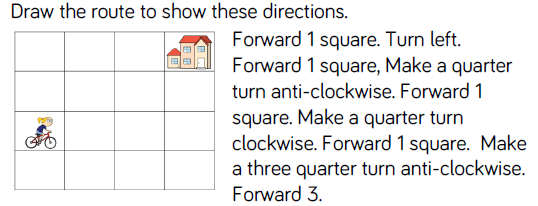 Draw the route to show these directions.
Forward 1 square. Turn left.
Forward 1 square, Make a quarter
turn anti-clockwise. Forward 1
square. Make a quarter turn
clockwise. Forward 1 square.  Make
a three quarter turn anti-clockwise.
Forward 3.